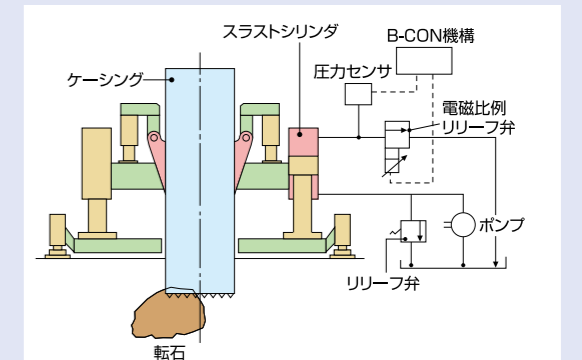 スラストシリンダ
B-CON機構
ケーシング
圧力センサ
電磁比例
リリーフ弁
ポンプ
リリーフ弁
転石